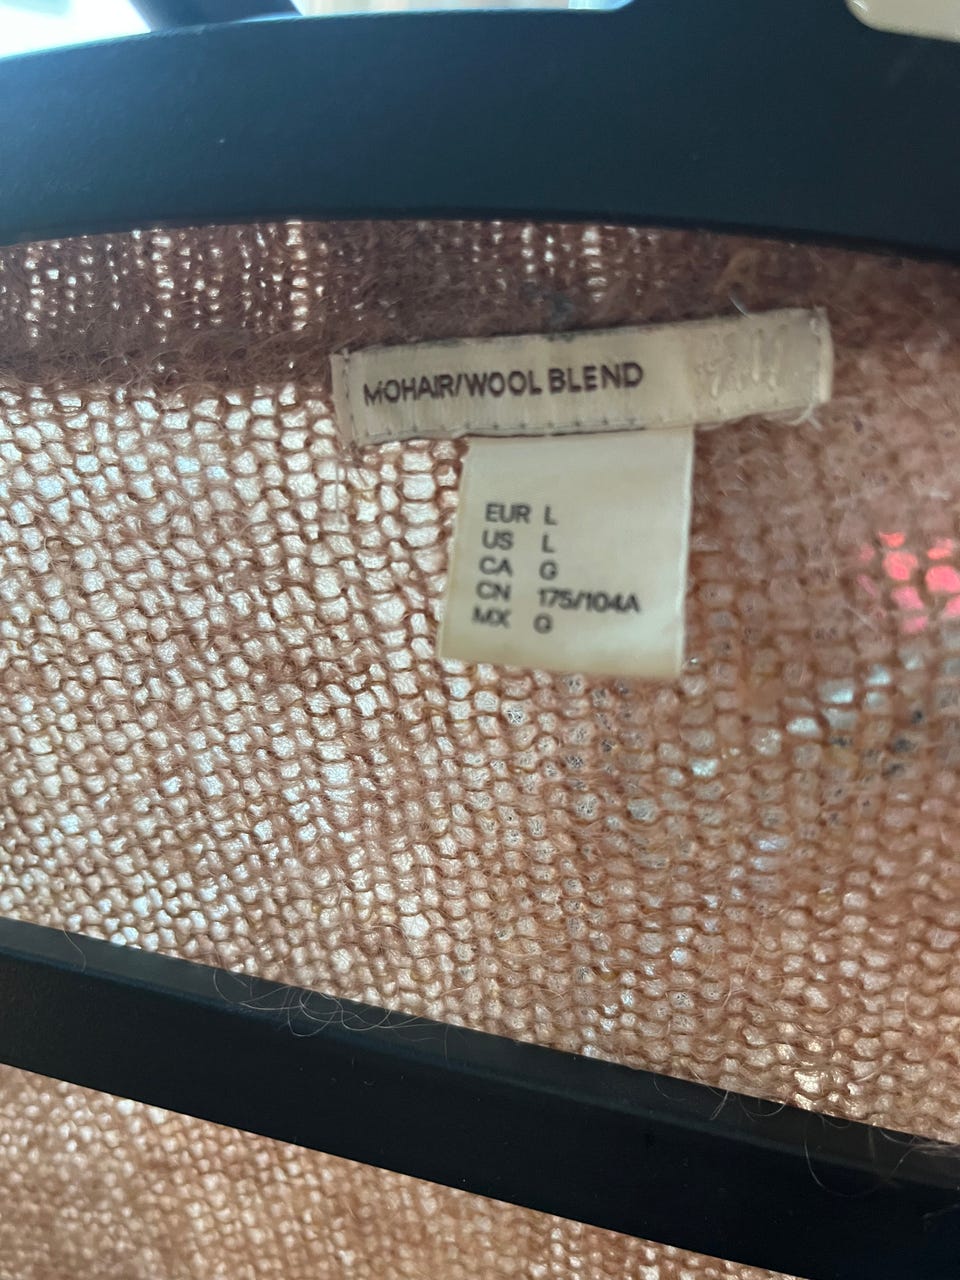 MOHAIR/WOOL BLEND
EUR L
US L
CA G
CN 175/104A
MX G